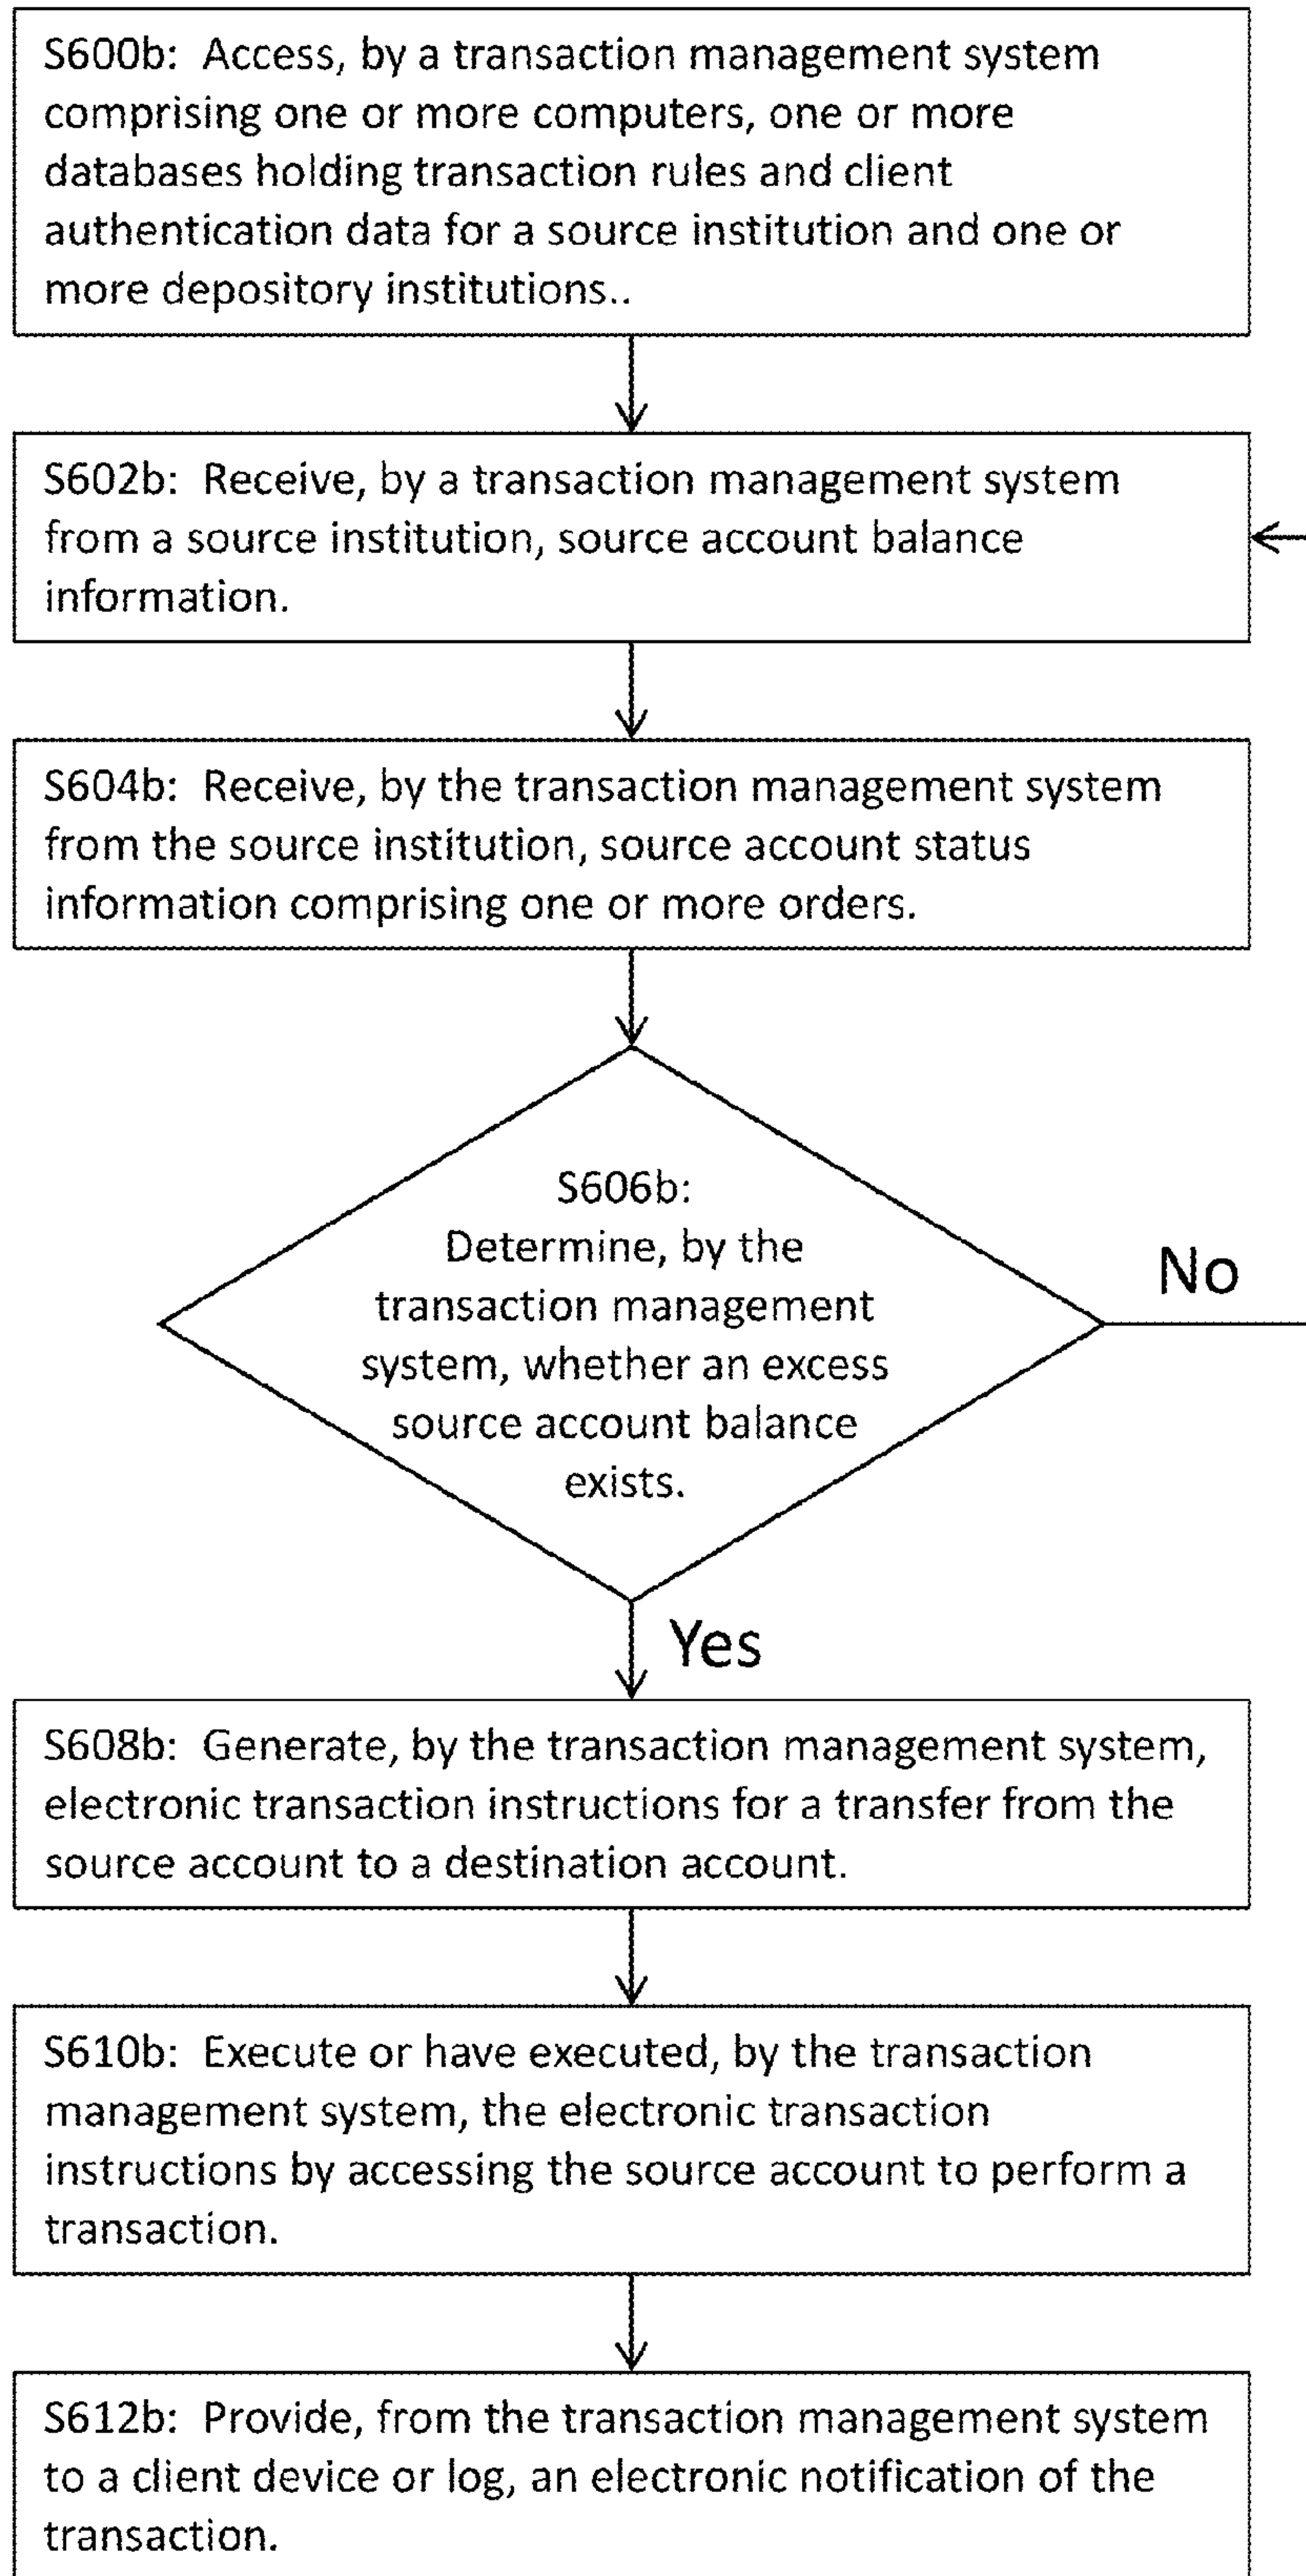 S600b: Access, by a transaction management system
comprising one or more computers, one or more
databases holding transaction rules and client
authentication data for a source institution and one or
more depository institutions..
S602b: Receive, by a transaction management system
from a source institution, source account balance
information.
S604b: Receive, by the transaction management system
from the source institution, source account status
information comprising one or more orders.
S606b:
Determine, by the
transaction management
system, whether an excess
source account balance
exists.
No
Yes
S608b: Generate, by the transaction management system,
electronic transaction instructions for a transfer from the
source account to a destination account.
S610b: Execute or have executed, by the transaction
management system, the electronic transaction
instructions by accessing the source account to perform a
transaction.
S612b: Provide, from the transaction management system
to a client device or log, an electronic notification of the
transaction.